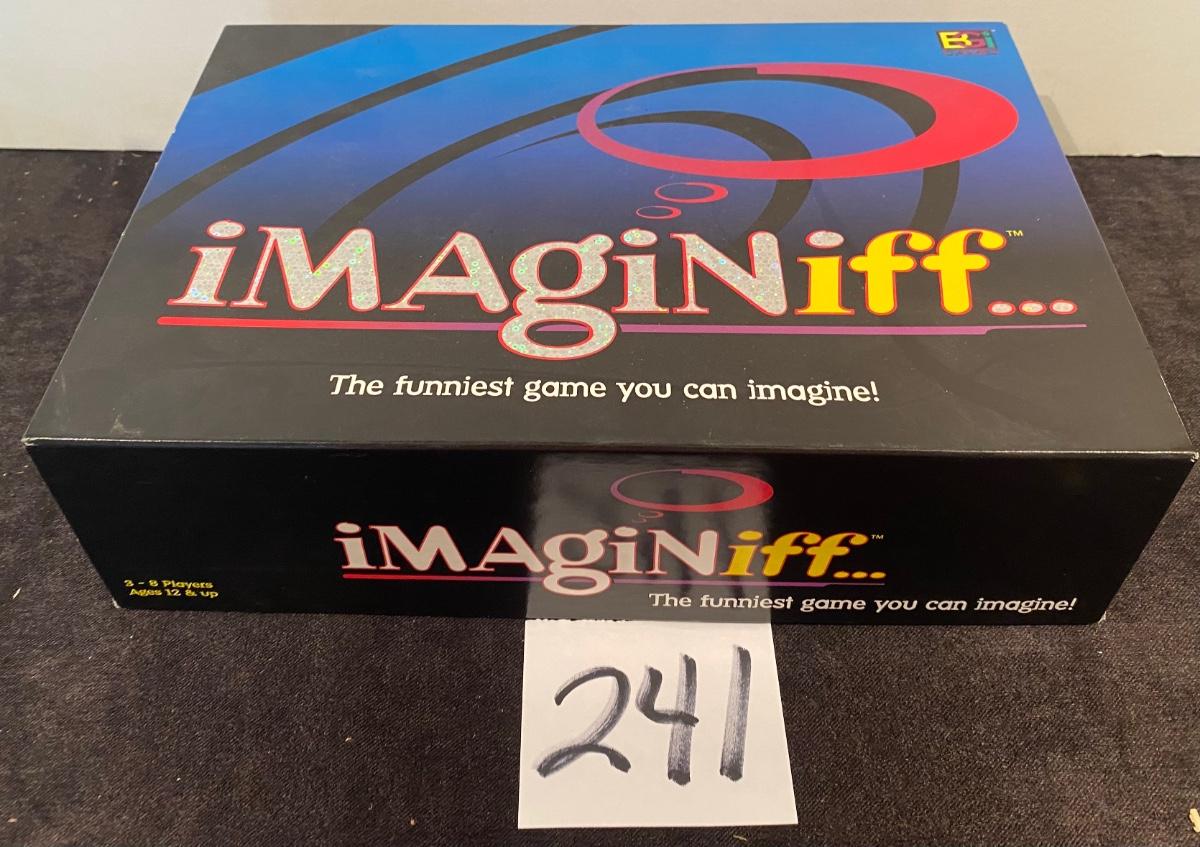 BGi
iMAgiNiff...™
The funniest game you can imagine!
iMAgiNiff...™
3 - 8 Players
Ages 12 & up
The funniest game you can imagine!
241